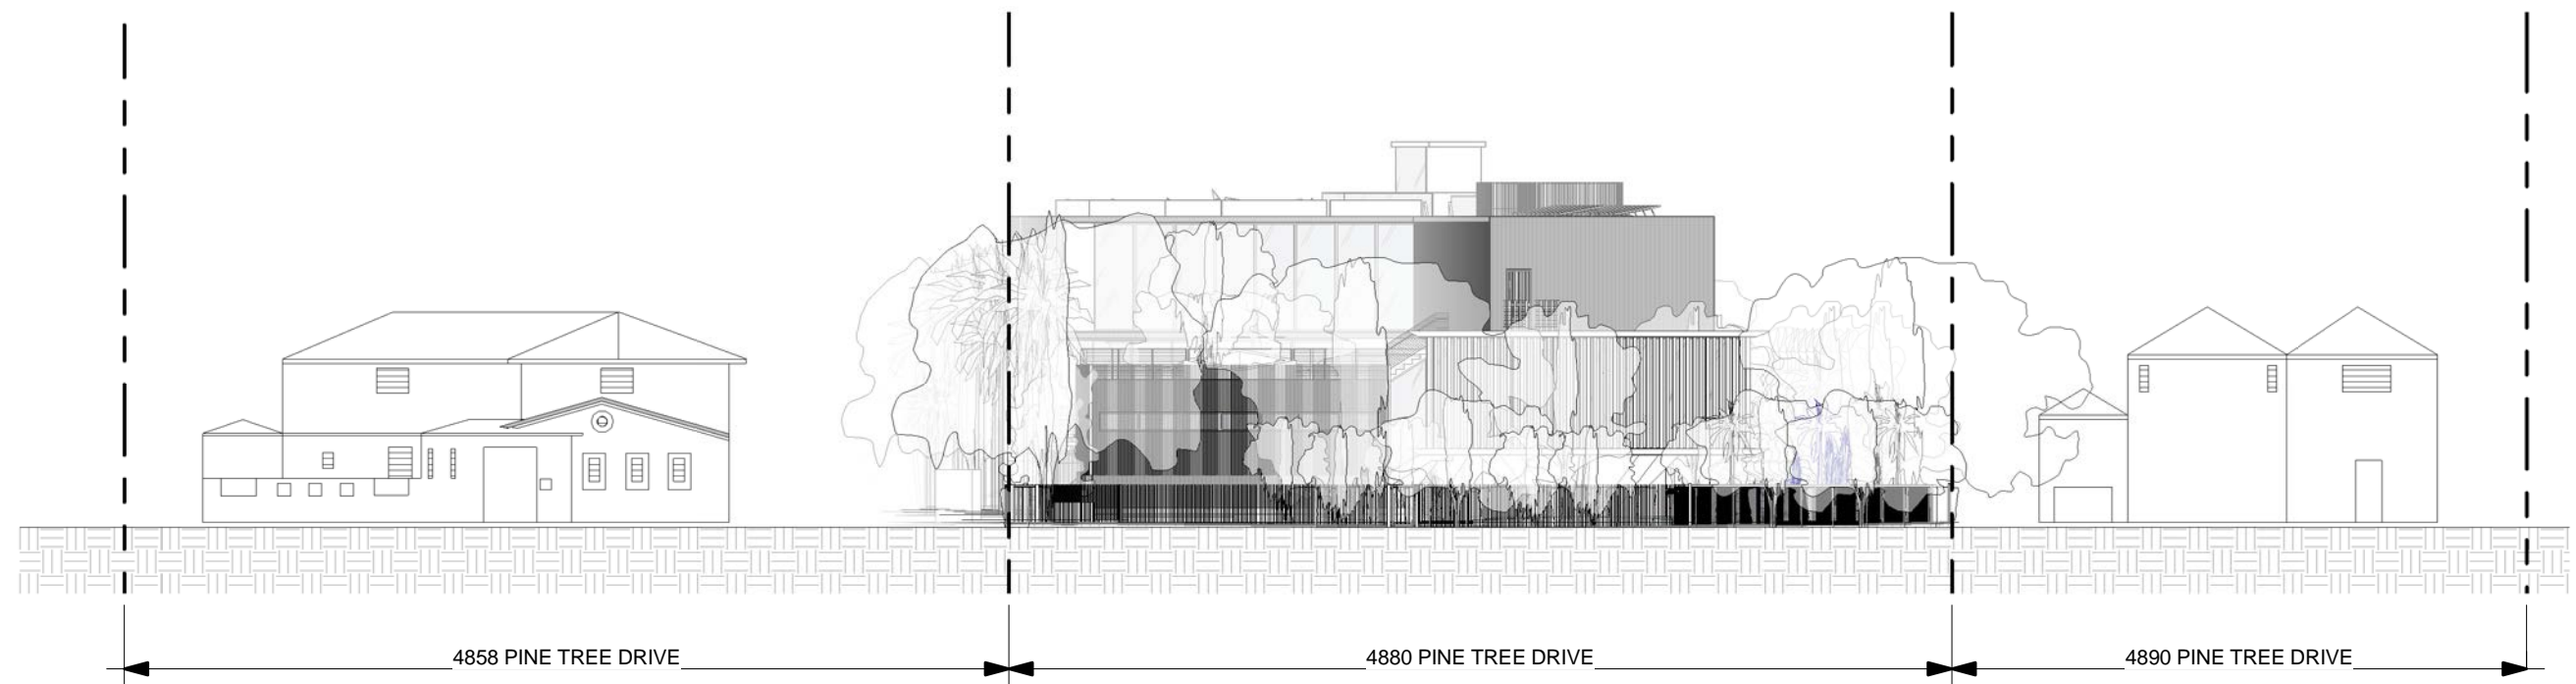 4858 PINE TREE DRIVE
4880 PINE TREE DRIVE
4890 PINE TREE DRIVE